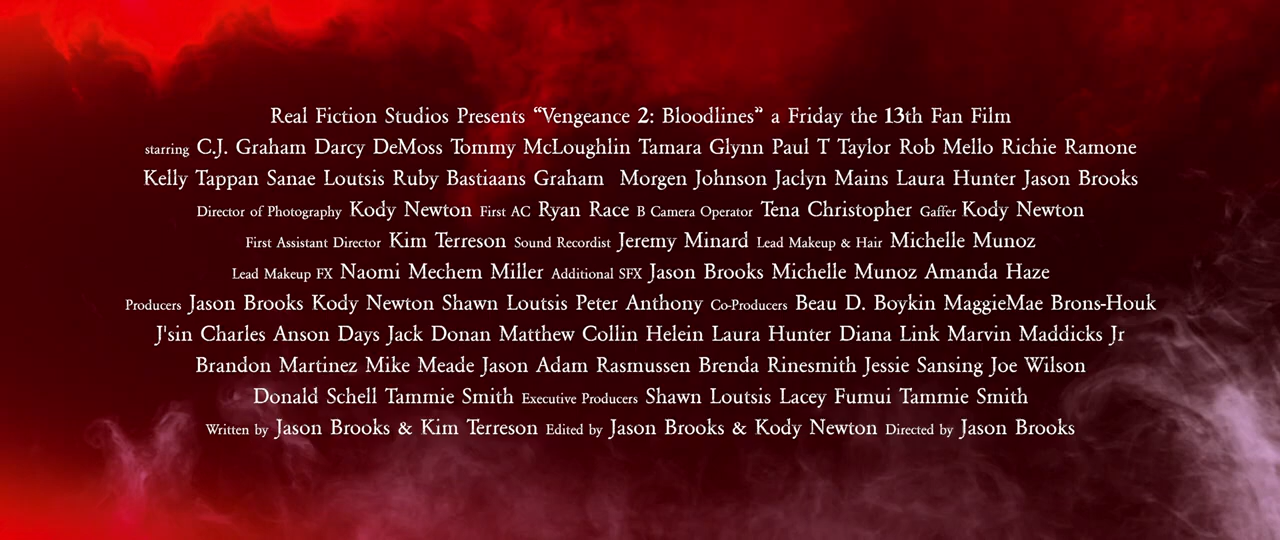 Real Fiction Studios Presents “Vengeance 2: Bloodlines” a Friday the 13th Fan Film
starring C.J. Graham Darcy DeMoss Tommy McLoughlin Tamara Glynn Paul T Taylor Rob Mello Richie Ramone
Kelly Tappan Sanae Loutsis Ruby Bastiaans Graham Morgen Johnson Jaclyn Mains Laura Hunter Jason Brooks
Director of Photography Kody Newton First AC Ryan Race B Camera Operator Tena Christopher Gaffer Kody Newton
First Assistant Director Kim Terreson Sound Recordist Jeremy Minard Lead Makeup & Hair Michelle Munoz
Lead Makeup FX Naomi Mechem Miller Additional SFX Jason Brooks Michelle Munoz Amanda Haze
Producers Jason Brooks Kody Newton Shawn Loutsis Peter Anthony Co-Producers Beau D. Boykin MaggieMae Brons-Houk
J'sin Charles Anson Days Jack Donan Matthew Collin Helein Laura Hunter Diana Link Marvin Maddicks Jr
Brandon Martinez Mike Meade Jason Adam Rasmussen Brenda Rinesmith Jessie Sansing Joe Wilson
Donald Schell Tammie Smith Executive Producers Shawn Loutsis Lacey Fumui Tammie Smith
Written by Jason Brooks & Kim Terreson Edited by Jason Brooks & Kody Newton Directed by Jason Brooks